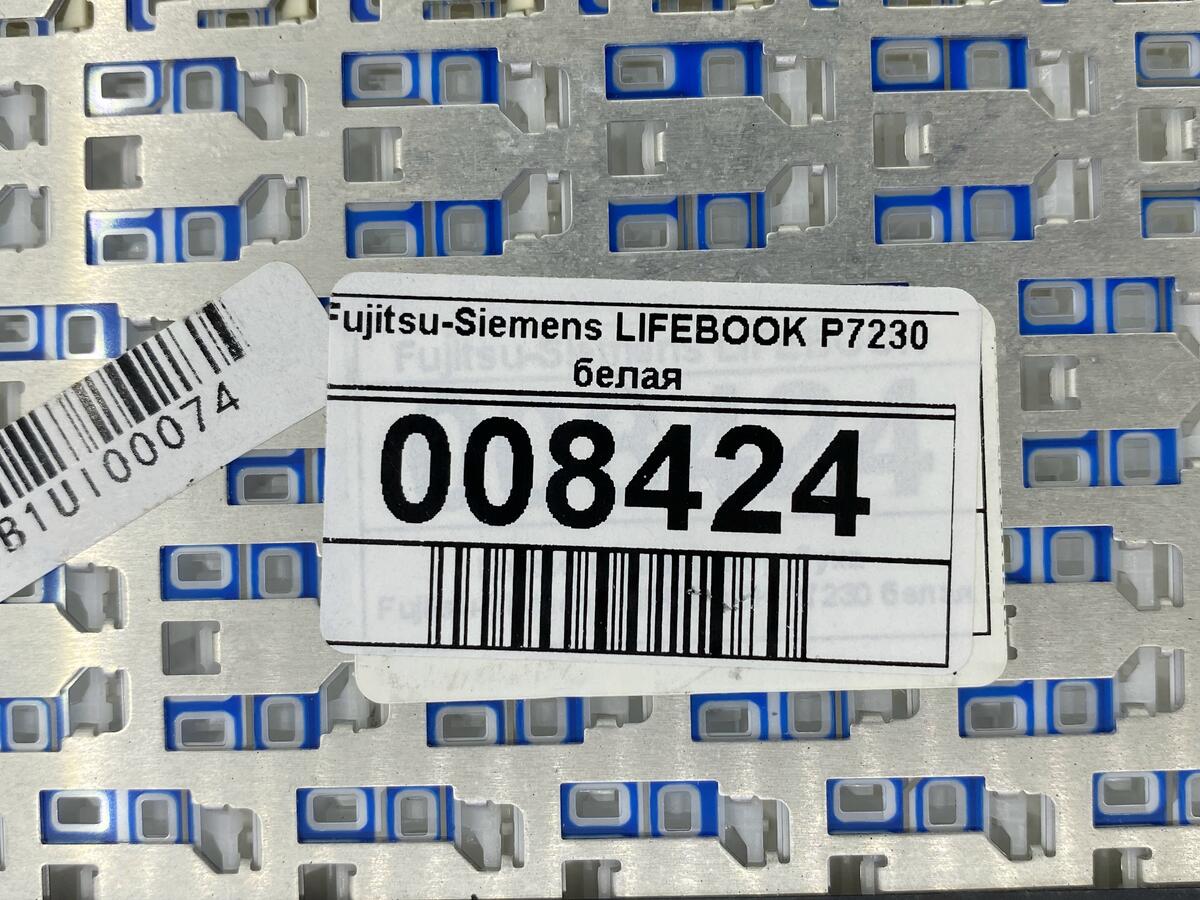 Fujitsu-Siemens LIFEBOOK P7230
белая
008424
B1UI00074